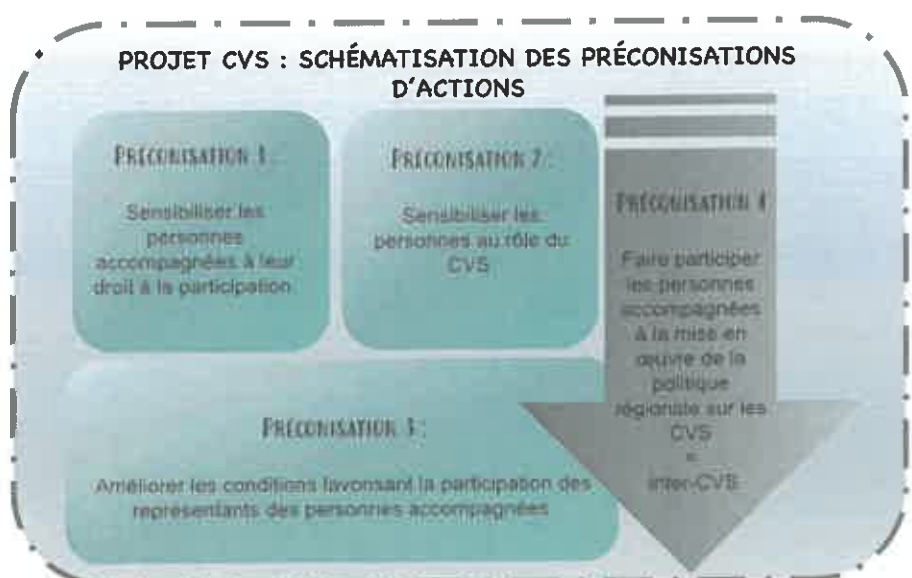 PROJET CVS : SCHÉMATISATION DES PRÉCONISATIONS
D'ACTIONS
PRÉCONISATION 1 :
Sensibiliser les
personnes
accompagnées à leur
droit à la participation
PRÉCONISATION 2 :
Sensibiliser les
personnes au rôle du
CVS
PRÉCONISATION 3 :
Améliorer les conditions favorisant la participation des
représentants des personnes accompagnées
PRÉCONISATION 4
Faire participer
les personnes
accompagnées
à la mise en
œuvre de la
politique
régionale sur les
CVS
=
inter-CVS